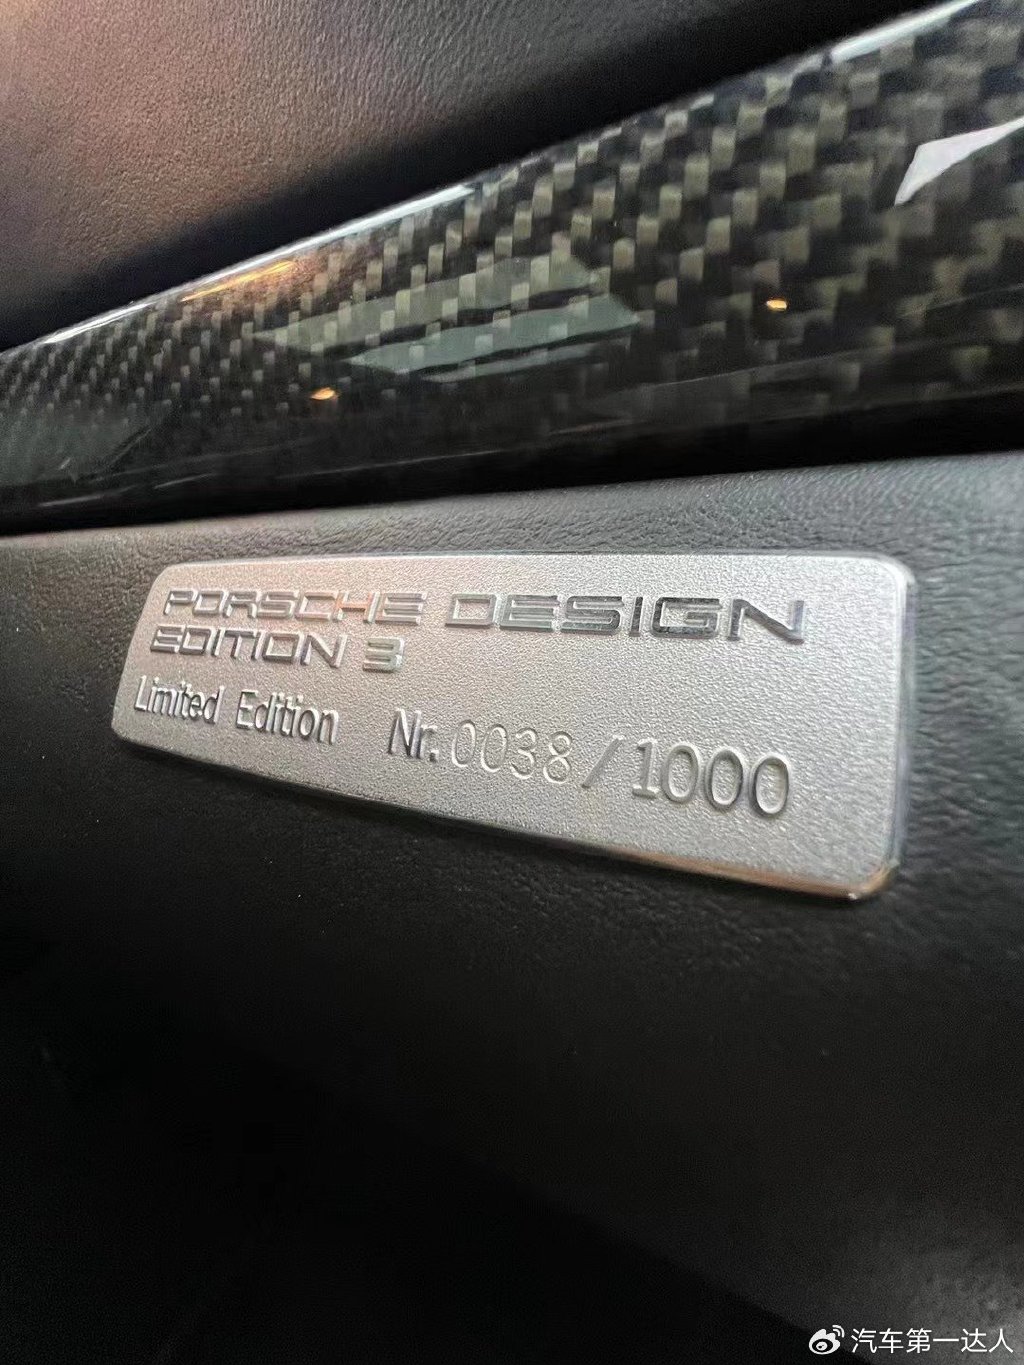 PORSCHE DESIGN
EDITION 3
Limited Edition Nr. 0038/1000
汽车第一达人